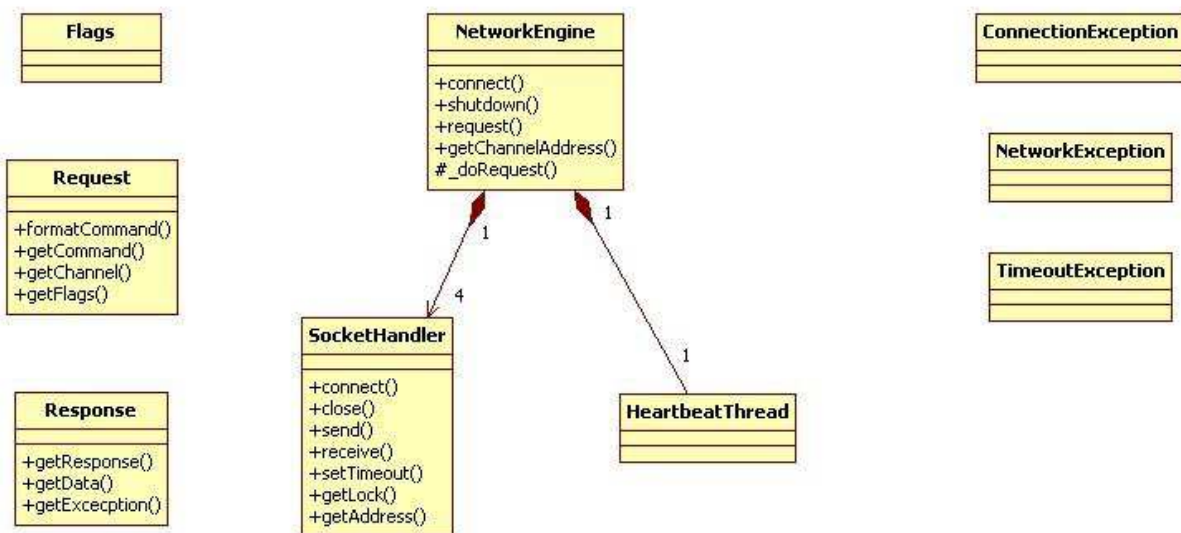 Flags
NetworkEngine
+connect()
+shutdown()
+request()
+getChannelAddress()
#_doRequest()
ConnectionException
NetworkException
TimeoutException
Request
+formatCommand()
+getCommand()
+getChannel()
+getFlags()
1
1
4
1
SocketHandler
+connect()
+close()
+send()
+receive()
+setTimeout()
+getLock()
+getAddress()
HeartbeatThread
Response
+getResponse()
+getData()
+getExcecption()